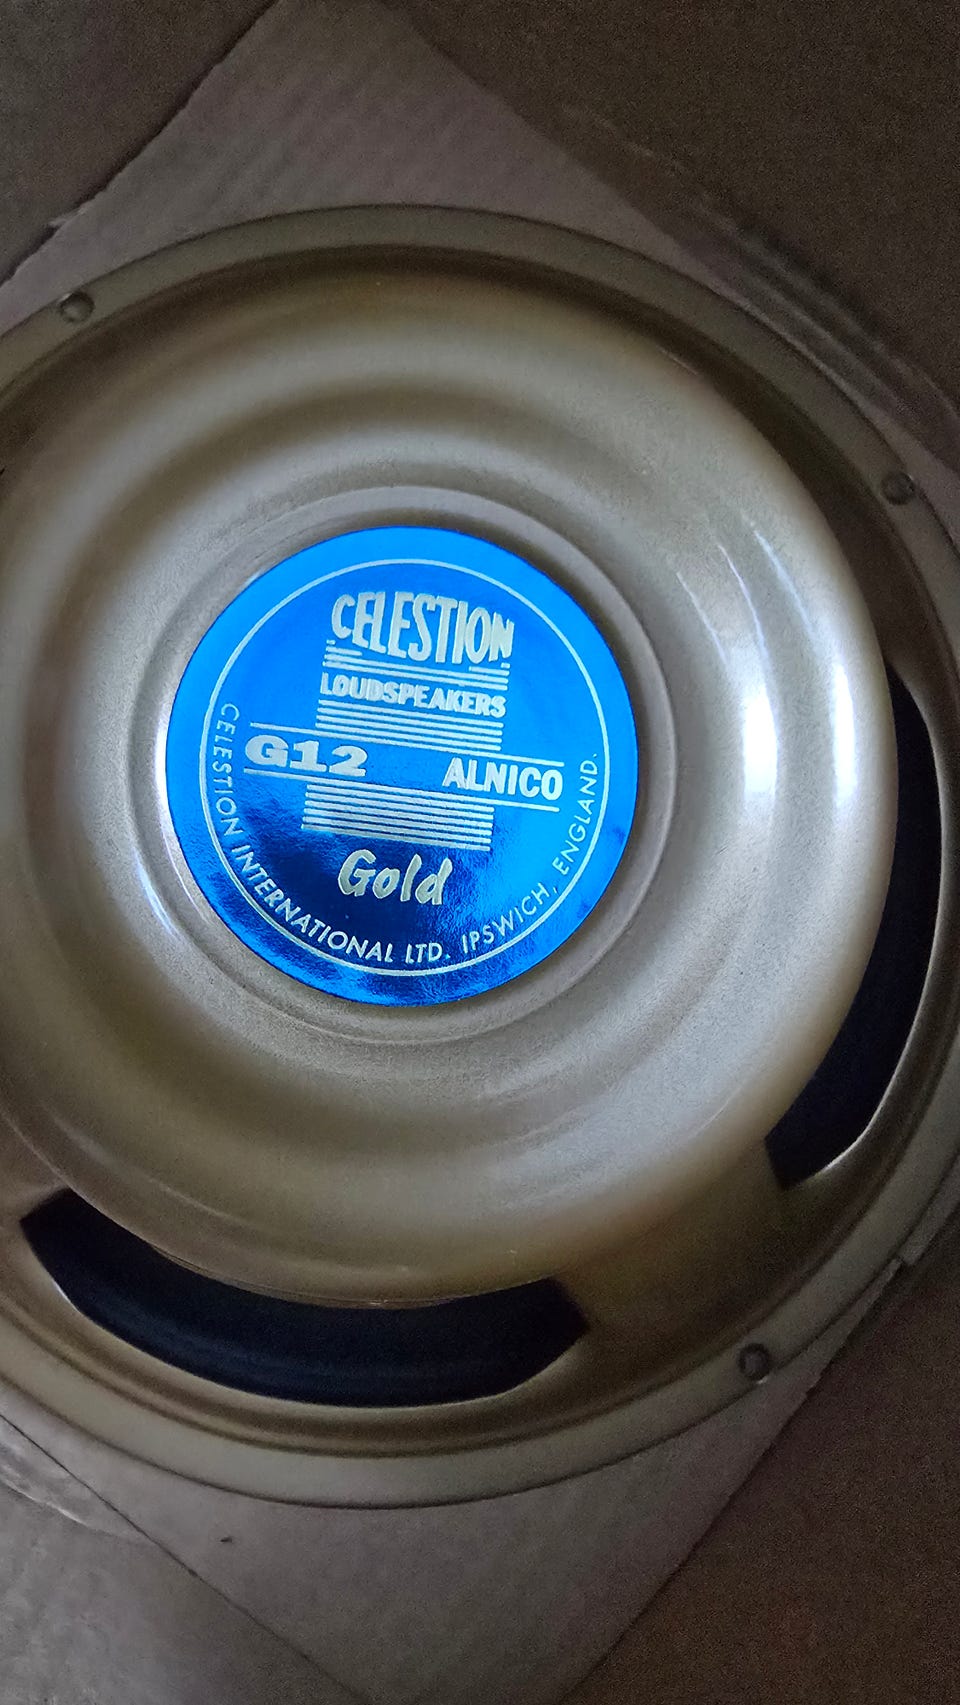 CELESTION
LOUDSPEAKERS
G12 ALNICO
Gold
CELESTION INTERNATIONAL LTD. IPSWICH, ENGLAND.